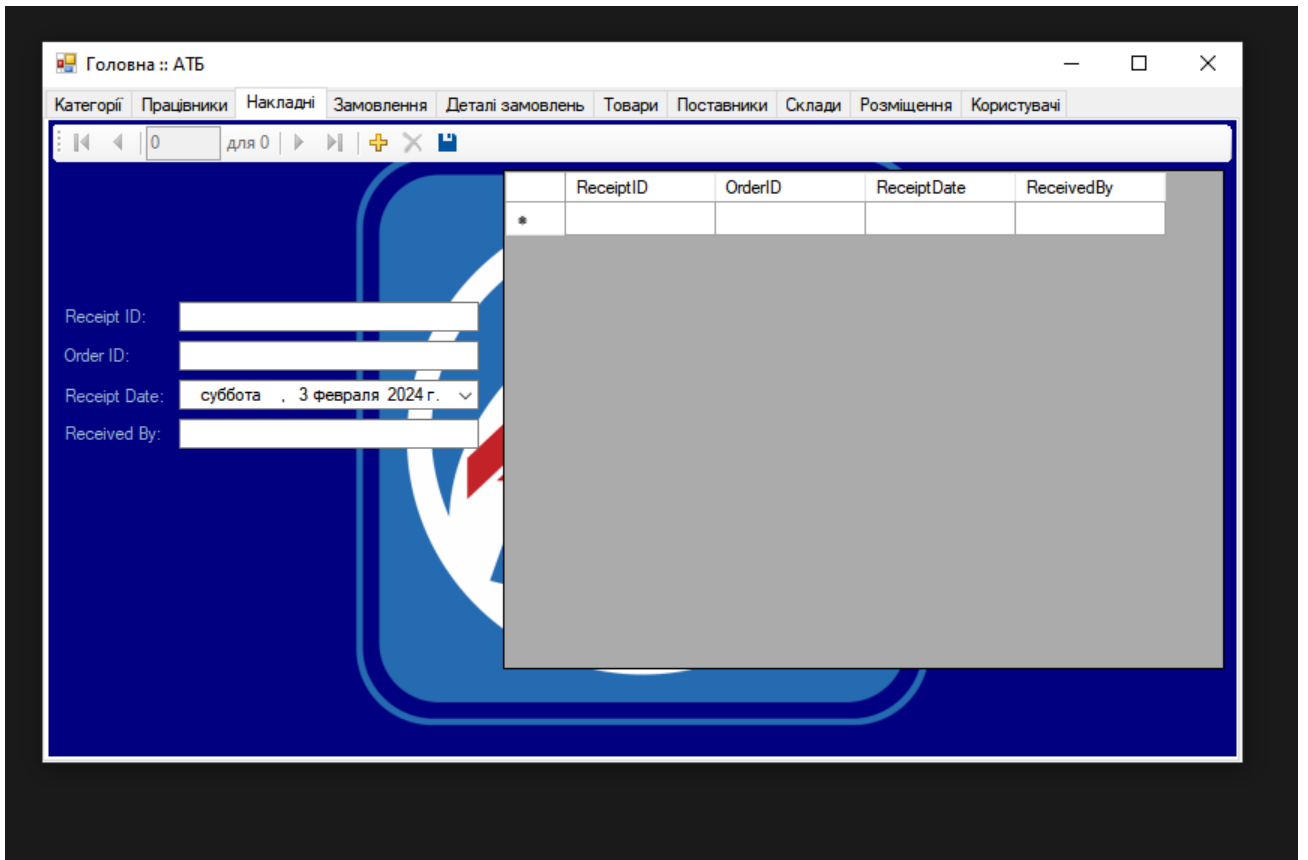 Головна :: АТБ
Категорії Працівники Накладні Замовлення Деталі замовлень Товари Поставники Склади Розміщення Користувачі
0 для 0
ReceiptID OrderID ReceiptDate ReceivedBy
Receipt ID:
Order ID:
Receipt Date: суббота , 3 февраля 2024 г.
Received By: